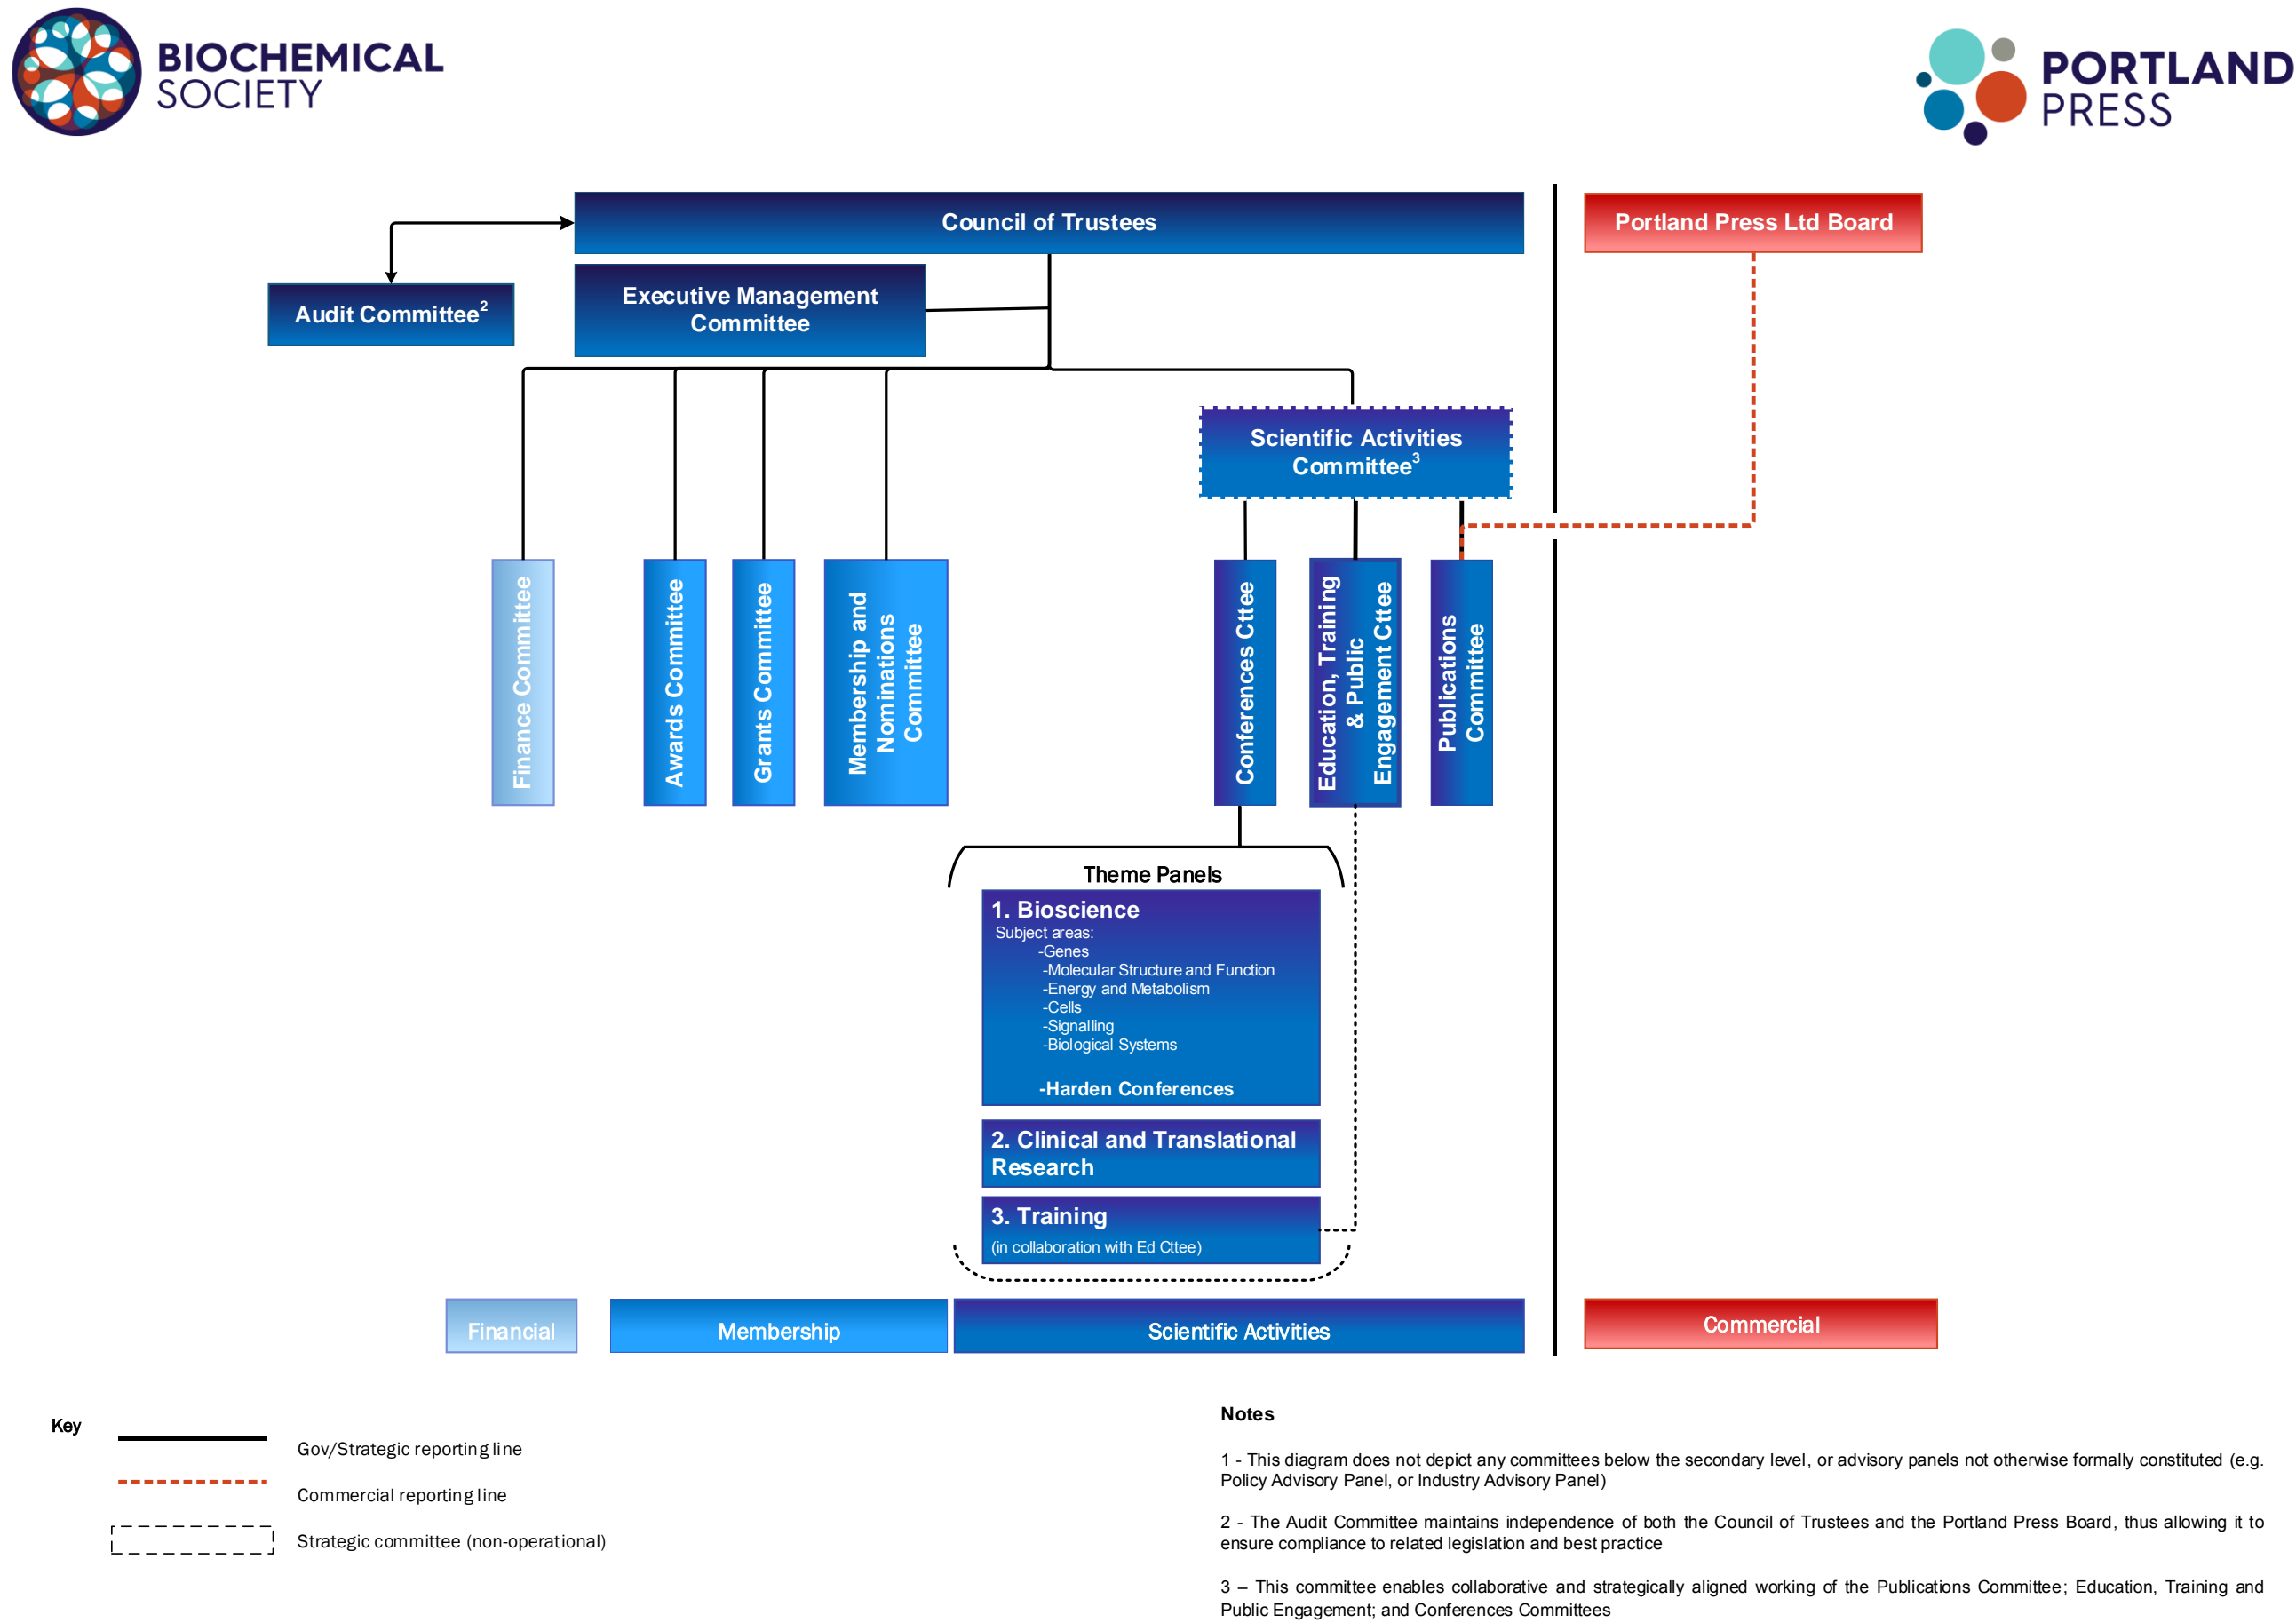 BIOCHEMICAL
SOCIETY
PORTLAND
PRESS
Council of Trustees
Portland Press Ltd Board
Audit Committee2
Executive Management
Committee
Scientific Activities
Committee3
Finance Committee
Awards Committee
Grants Committee
Membership and
Nominations
Committee
Conferences Cttee
Education, Training
& Public
Engagement Cttee
Publications
Committee
Theme Panels
1. Bioscience
Subject areas:
-Genes
-Molecular Structure and Function
-Energy and Metabolism
-Cells
-Signalling
-Biological Systems
-Harden Conferences
2. Clinical and Translational
Research
3. Training
(in collaboration with Ed Cttee)
Financial
Membership
Scientific Activities
Commercial
Key
Gov/Strategic reporting line
Commercial reporting line
Strategic committee (non-operational)
Notes
1 - This diagram does not depict any committees below the secondary level, or advisory panels not otherwise formally constituted (e.g.
Policy Advisory Panel, or Industry Advisory Panel)
2 - The Audit Committee maintains independence of both the Council of Trustees and the Portland Press Board, thus allowing it to
ensure compliance to related legislation and best practice
3 – This committee enables collaborative and strategically aligned working of the Publications Committee; Education, Training and
Public Engagement; and Conferences Committees